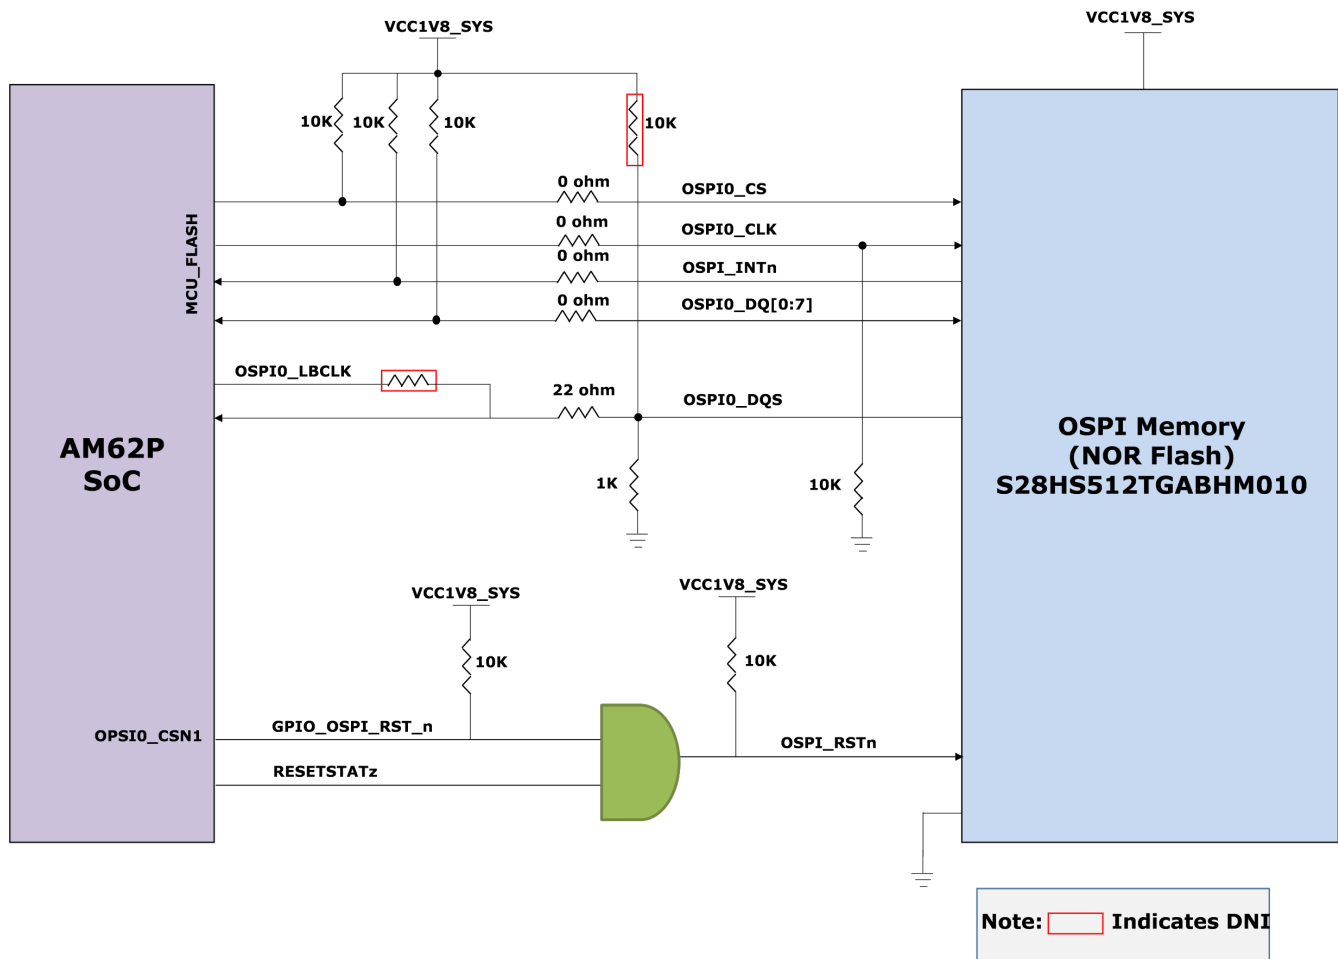 VCC1V8_SYS
VCC1V8_SYS
10K
10K
10K
10K
0 ohm
OSPI0_CS
0 ohm
OSPI0_CLK
MCU_FLASH
0 ohm
OSPI_INTn
0 ohm
OSPI0_DQ[0:7]
OSPI0_LBCLK
22 ohm
OSPI0_DQS
AM62P
SoC
OSPI Memory
(NOR Flash)
S28HS512TGABHM010
1K
10K
VCC1V8_SYS
VCC1V8_SYS
10K
10K
OPSI0_CSN1
GPIO_OSPI_RST_n
OSPI_RSTn
RESETSTATz
Note:
Indicates DNI